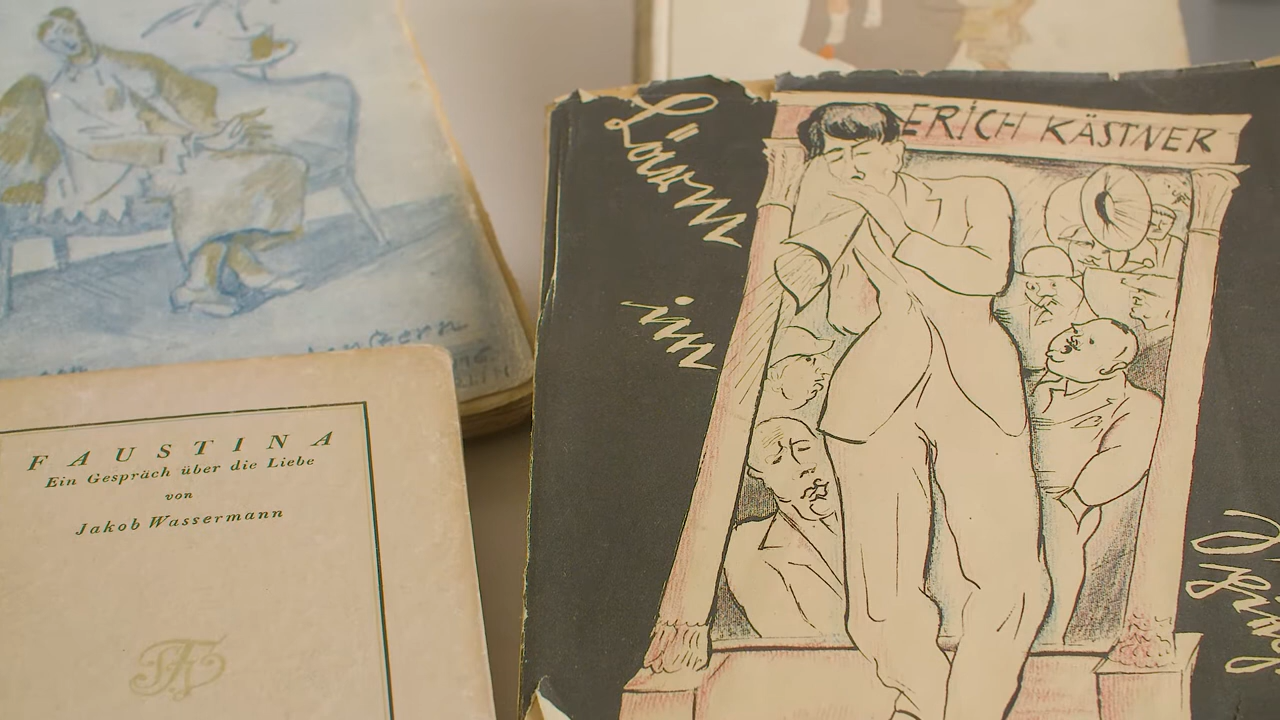 FAUSTINA
Ein Gespräch über die Liebe
von
Jakob Wassermann
ERICH KÄSTNER
Lärm
im